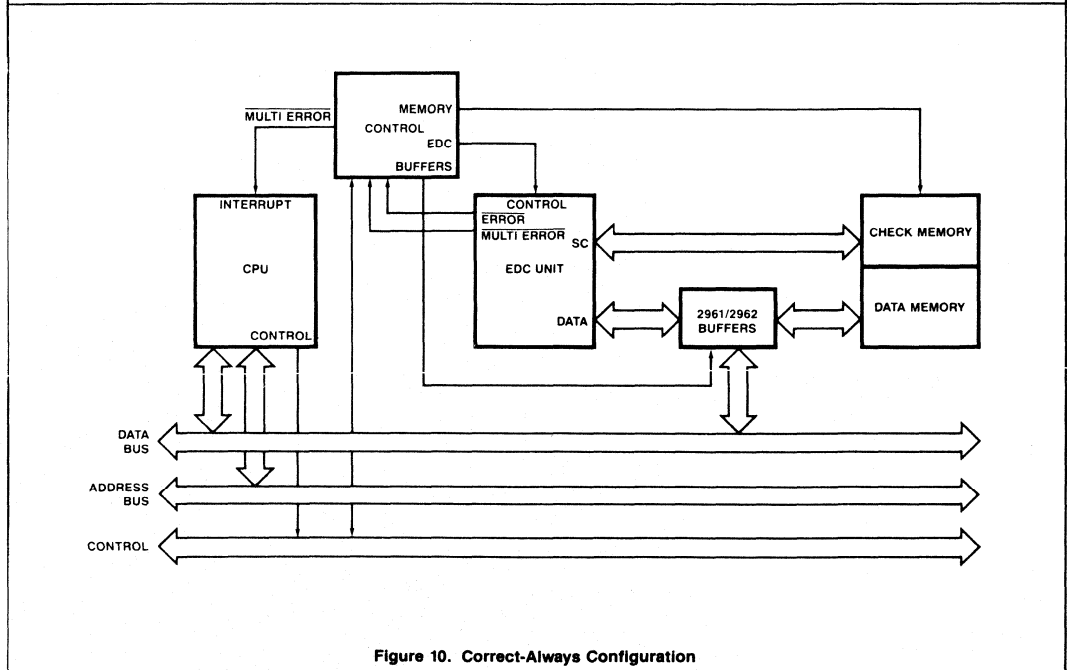 MULTI ERROR
MEMORY
CONTROL
EDC
BUFFERS
INTERRUPT
CPU
CONTROL
CONTROL
ERROR
MULTI ERROR
SC
EDC UNIT
DATA
2961/2962
BUFFERS
CHECK MEMORY
DATA MEMORY
DATA
BUS
ADDRESS
BUS
CONTROL
Figure 10. Correct-Always Configuration